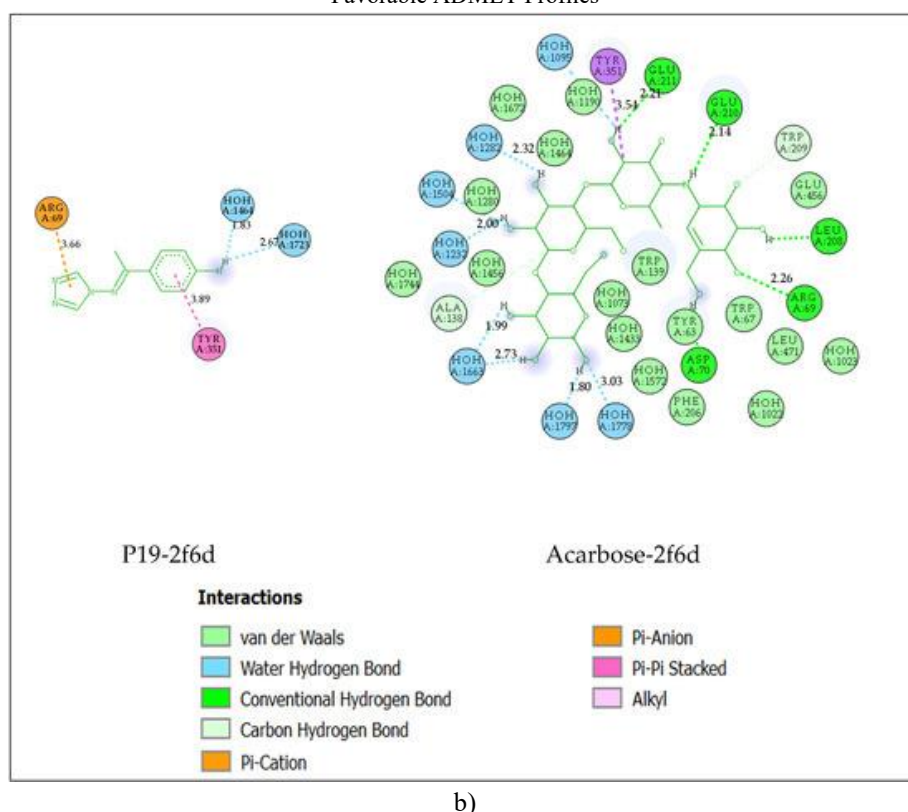 Favorable ADMET Profiles
HOH
A:1095
TYR
A:351
GLU
A:211
HOH
A:1190
3.54
2.21
HOH
A:1672
GLU
A:210
2.14
HOH
A:1282
2.32
HOH
A:1464
TRP
A:209
ARG
A:69
3.66
HOH
A:1464
1.83
2.67
HOH
A:1723
HOH
A:1504
HOH
A:1280
GLU
A:456
HOH
A:1232
2.00
LEU
A:208
HOH
A:1744
HOH
A:1456
TRP
A:139
2.26
3.89
ALA
A:138
HOH
A:1073
ARG
A:69
TYR
A:351
1.99
HOH
A:1433
TYR
A:63
TRP
A:67
LEU
A:471
HOH
A:1663
2.73
HOH
A:1572
ASP
A:70
HOH
A:1023
1.80
3.03
PHE
A:206
HOH
A:1022
HOH
A:1797
HOH
A:1778
P19-2f6d
Acarbose-2f6d
Interactions
van der Waals
Water Hydrogen Bond
Conventional Hydrogen Bond
Carbon Hydrogen Bond
Pi-Cation
Pi-Anion
Pi-Pi Stacked
Alkyl
b)